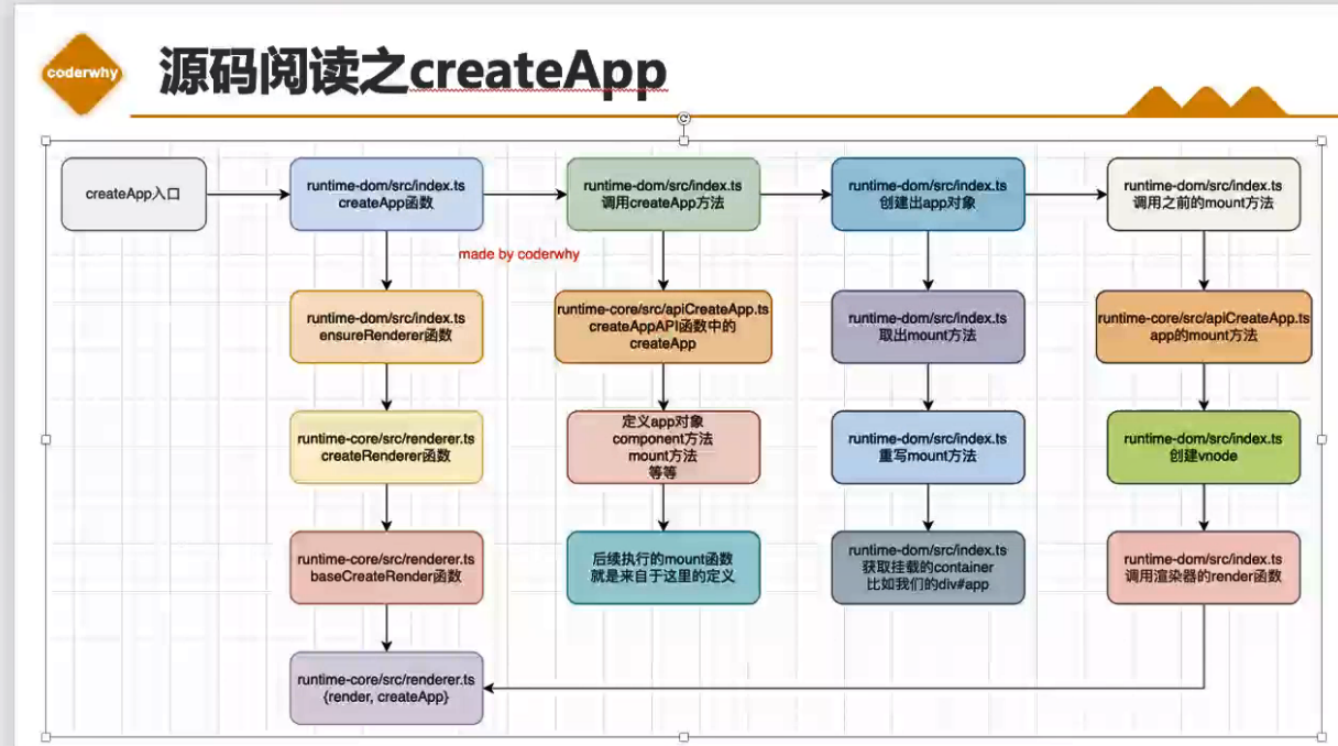 coderwhy
源码阅读之createApp
createApp入口
runtime-dom/src/index.ts
createApp函数
runtime-dom/src/index.ts
调用createApp方法
runtime-dom/src/index.ts
创建出app对象
runtime-dom/src/index.ts
调用之前的mount方法
made by coderwhy
runtime-dom/src/index.ts
ensureRenderer函数
runtime-core/src/apiCreateApp.ts
createAppAPI函数中的
createApp
runtime-dom/src/index.ts
取出mount方法
runtime-core/src/apiCreateApp.ts
app的mount方法
runtime-core/src/renderer.ts
createRenderer函数
定义app对象
component方法
mount方法
等等
runtime-dom/src/index.ts
重写mount方法
runtime-dom/src/index.ts
创建vnode
runtime-core/src/renderer.ts
baseCreateRender函数
后续执行的mount函数
就是来自于这里的定义
runtime-dom/src/index.ts
获取挂载的container
比如我们的div#app
runtime-dom/src/index.ts
调用渲染器的render函数
runtime-core/src/renderer.ts
{render, createApp}